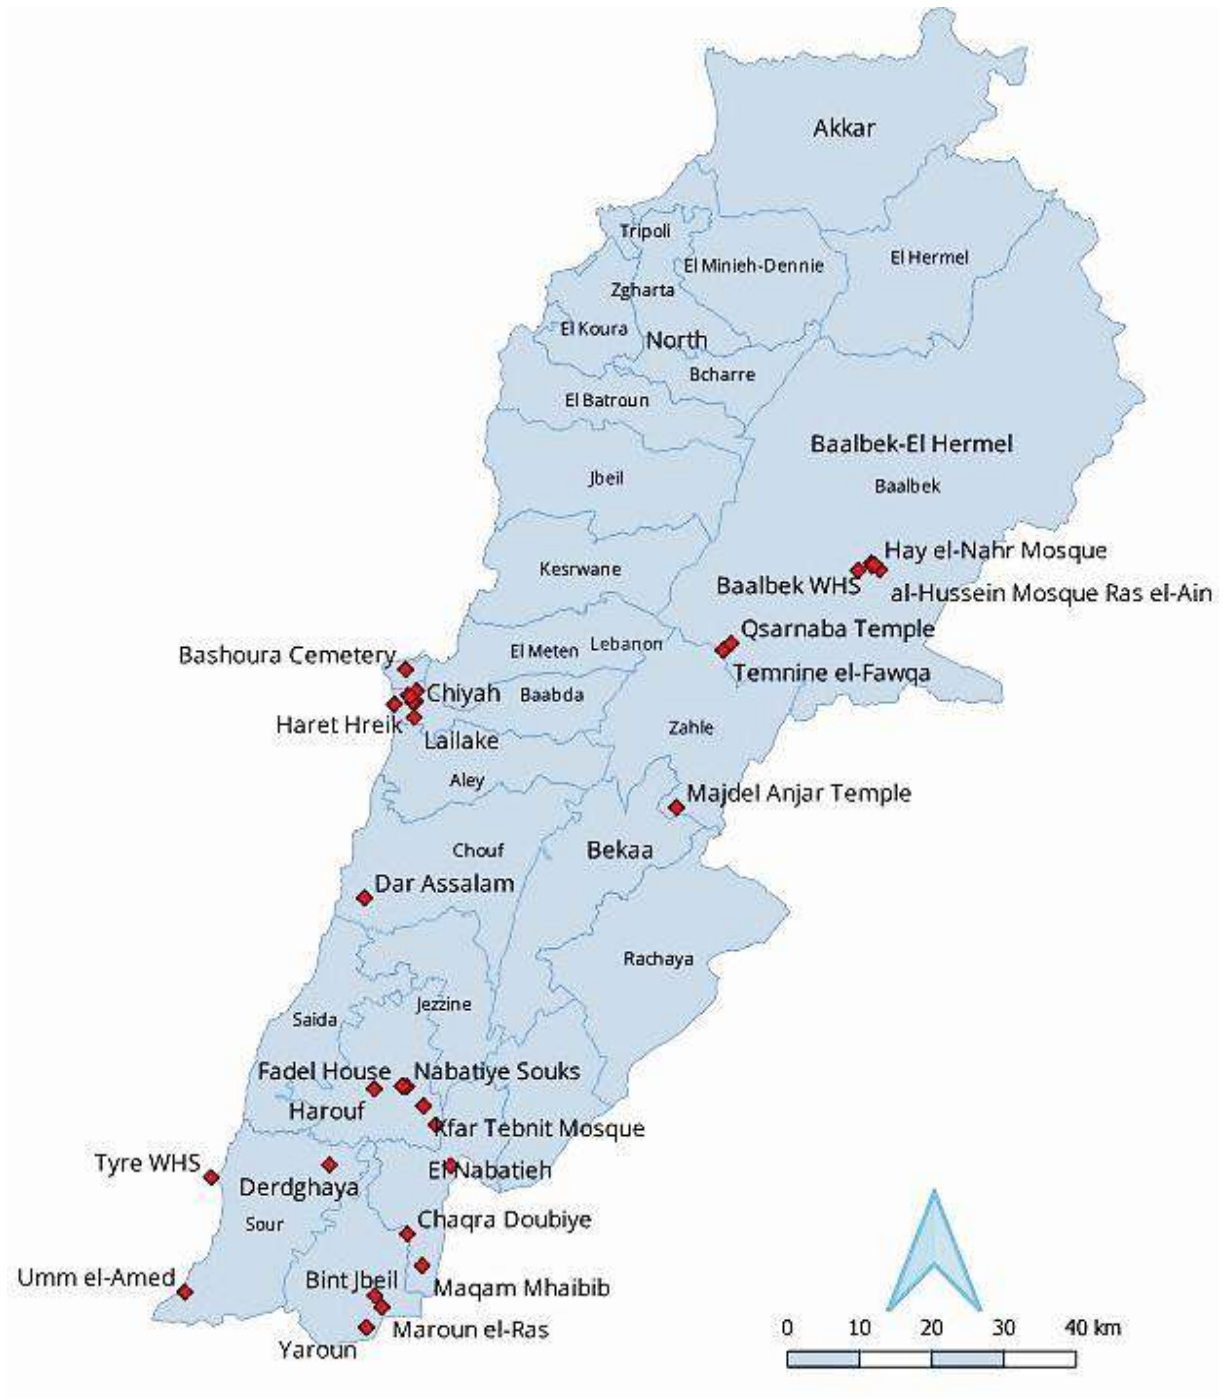 Akkar
Tripoli
El Minieh-Dennie
El Hermel
Zgharta
El Koura
North
Bcharre
El Batroun
Baalbek-El Hermel
Jbeil
Baalbek
Hay el-Nahr Mosque
Kesrwane
Baalbek WHS
al-Hussein Mosque Ras el-Ain
Qsarnaba Temple
Bashoura Cemetery
El Meten
Lebanon
Temnine el-Fawqa
Chiyah
Baabda
Haret Hreik
Lailake
Zahle
Aley
Majdel Anjar Temple
Chouf
Bekaa
Dar Assalam
Rachaya
Jezzine
Saida
Fadel House
Nabatiye Souks
Harouf
Kfar Tebnit Mosque
Tyre WHS
El Nabatieh
Derdghaya
Sour
Chaqra Doubiye
Umm el-Amed
Bint Jbeil
Maqam Mhaibib
Maroun el-Ras
Yaroun
0 10 20 30 40 km